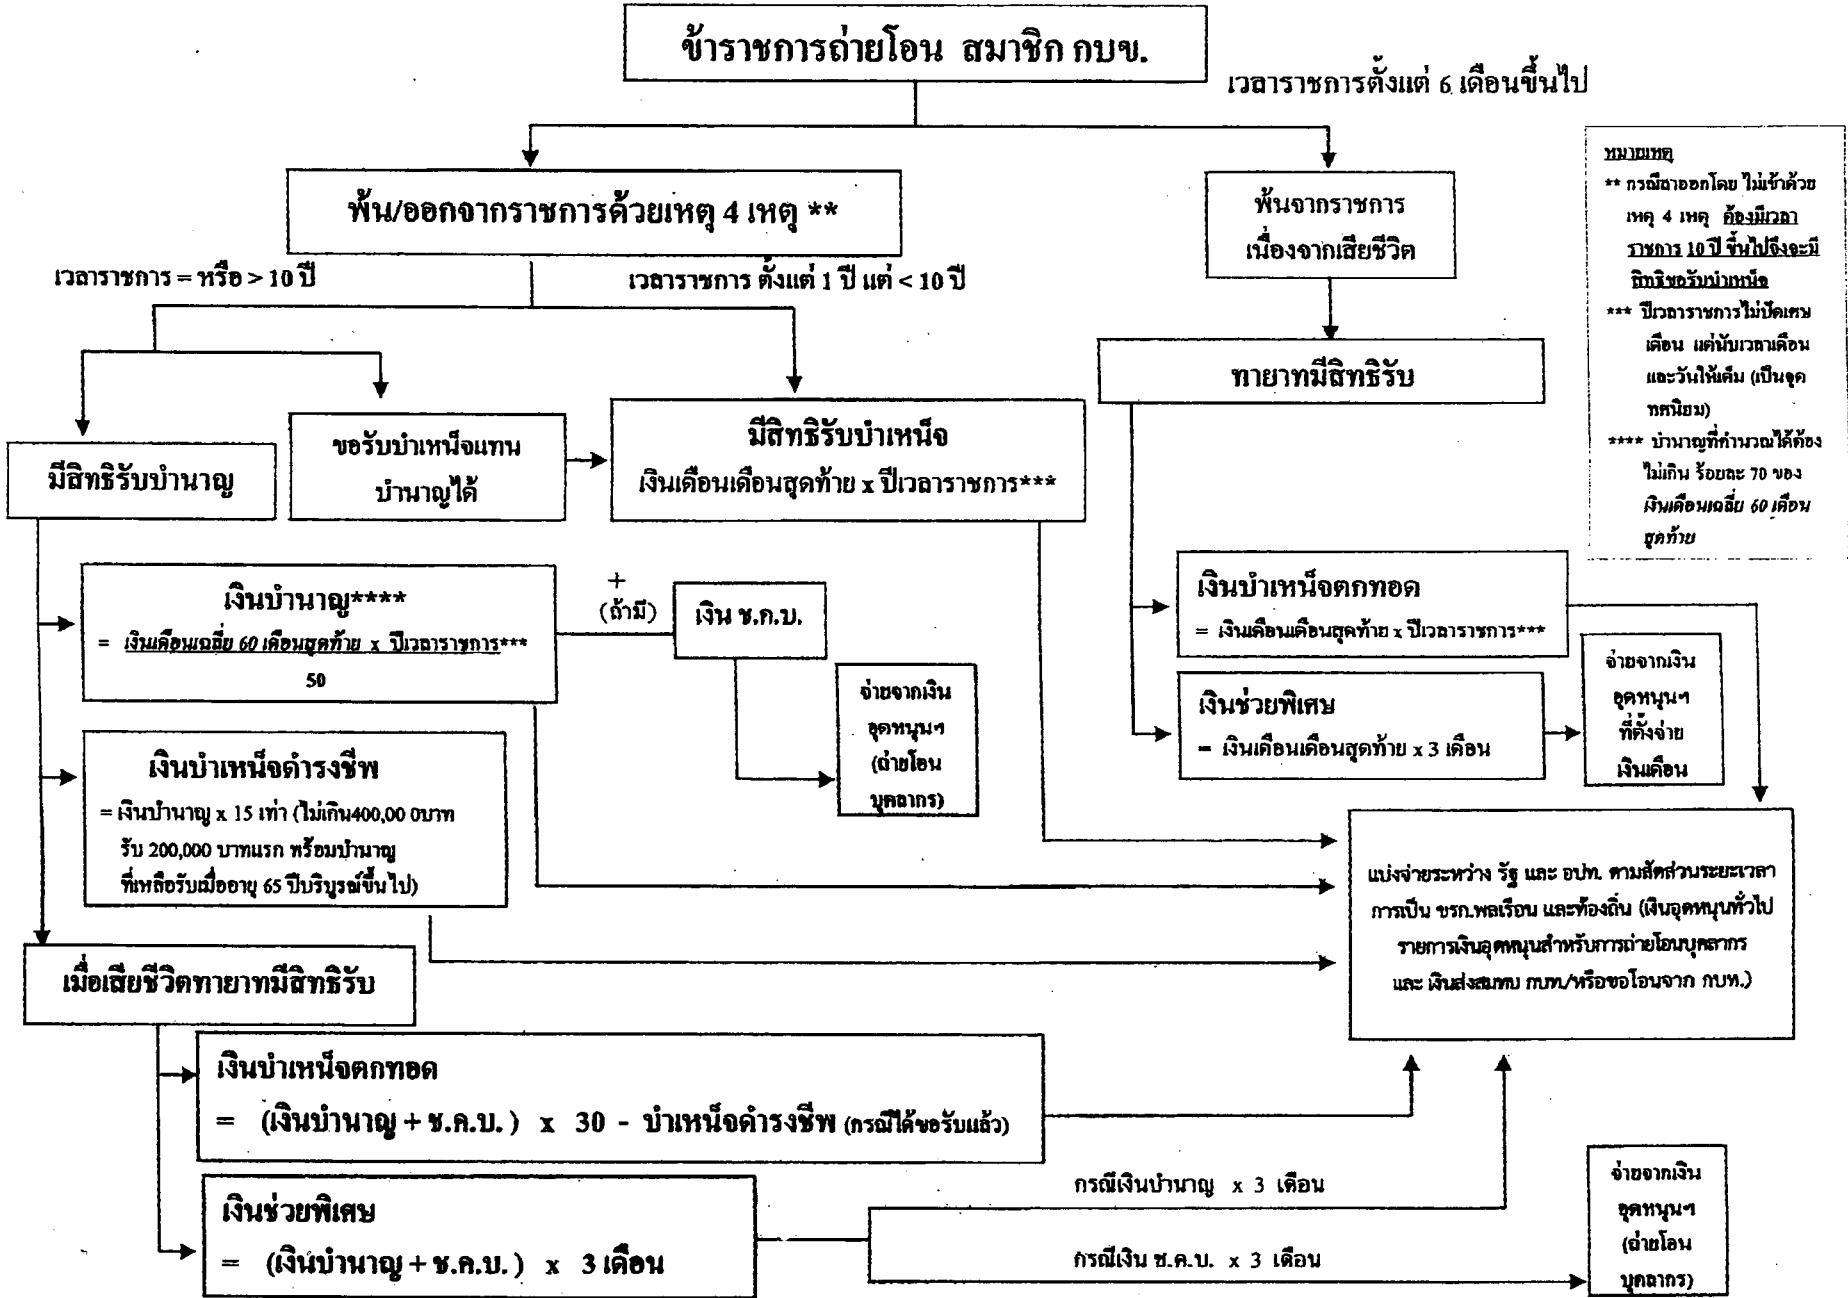 ข้าราชการถ่ายโอน สมาชิก กบข.
เวลาราชการตั้งแต่ 6 เดือนขึ้นไป
พ้น/ออกจากราชการด้วยเหตุ 4 เหตุ **
พ้นจากราชการ
เนื่องจากเสียชีวิต
หมายเหตุ
** กรณีลาออกโดย ไม่เข้าด้วย
เหตุ 4 เหตุ ต้องมีเวลา
ราชการ 10 ปี ขึ้นไปจึงจะมี
สิทธิขอรับบำเหน็จ
*** ปีเวลาราชการไม่ปัดเศษ
เดือน แต่นับเวลาเดือน
และวันให้เต็ม (เป็นจุด
ทศนิยม)
**** บำนาญที่คำนวณได้ต้อง
ไม่เกิน ร้อยละ 70 ของ
เงินเดือนเฉลี่ย 60 เดือน
สุดท้าย
เวลาราชการ = หรือ > 10 ปี
เวลาราชการ ตั้งแต่ 1 ปี แต่ < 10 ปี
ทายาทมีสิทธิรับ
มีสิทธิรับบำนาญ
ขอรับบำเหน็จแทน
บำนาญได้
มีสิทธิรับบำเหน็จ
เงินเดือนเดือนสุดท้าย x ปีเวลาราชการ***
เงินบำนาญ****
= เงินเดือนเฉลี่ย 60 เดือนสุดท้าย x ปีเวลาราชการ***
50
+
(ถ้ามี)
เงิน ช.ค.บ.
จ่ายจากเงิน
อุดหนุนฯ
(ถ่ายโอน
บุคลากร)
เงินบำเหน็จตกทอด
= เงินเดือนเดือนสุดท้าย x ปีเวลาราชการ***
เงินช่วยพิเศษ
= เงินเดือนเดือนสุดท้าย x 3 เดือน
จ่ายจากเงิน
อุดหนุนฯ
ที่ตั้งจ่าย
เงินเดือน
เงินบำเหน็จดำรงชีพ
= เงินบำนาญ x 15 เท่า (ไม่เกิน400,00 0บาท
รับ 200,000 บาทแรก พร้อมบำนาญ
ที่เหลือรับเมื่ออายุ 65 ปีบริบูรณ์ขึ้นไป)
แบ่งจ่ายระหว่าง รัฐ และ อปท. ตามสัดส่วนระยะเวลา
การเป็น ขรก.พลเรือน และท้องถิ่น (เงินอุดหนุนทั่วไป
รายการเงินอุดหนุนสำหรับการถ่ายโอนบุคลากร
และ เงินส่งสมทบ กบท./หรือขอโอนจาก กบท.)
เมื่อเสียชีวิตทายาทมีสิทธิรับ
เงินบำเหน็จตกทอด
= (เงินบำนาญ + ช.ค.บ. ) x 30 - บำเหน็จดำรงชีพ (กรณีได้ขอรับแล้ว)
เงินช่วยพิเศษ
= (เงินบำนาญ + ช.ค.บ. ) x 3 เดือน
กรณีเงินบำนาญ x 3 เดือน
กรณีเงิน ช.ค.บ. x 3 เดือน
จ่ายจากเงิน
อุดหนุนฯ
(ถ่ายโอน
บุคลากร)